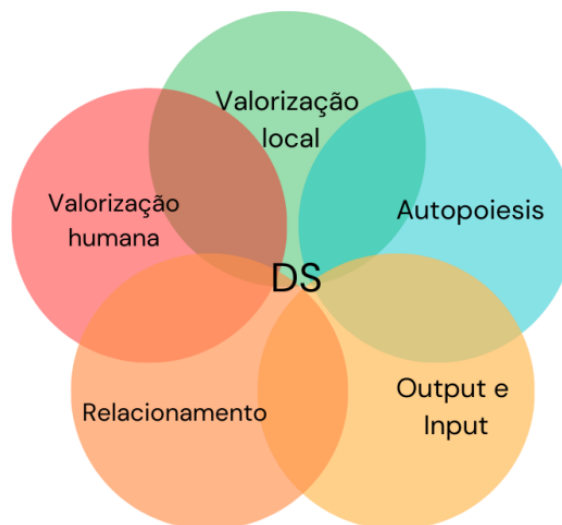 Valorização
local
Valorização
humana
Autopoiesis
DS
Relacionamento
Output e
Input